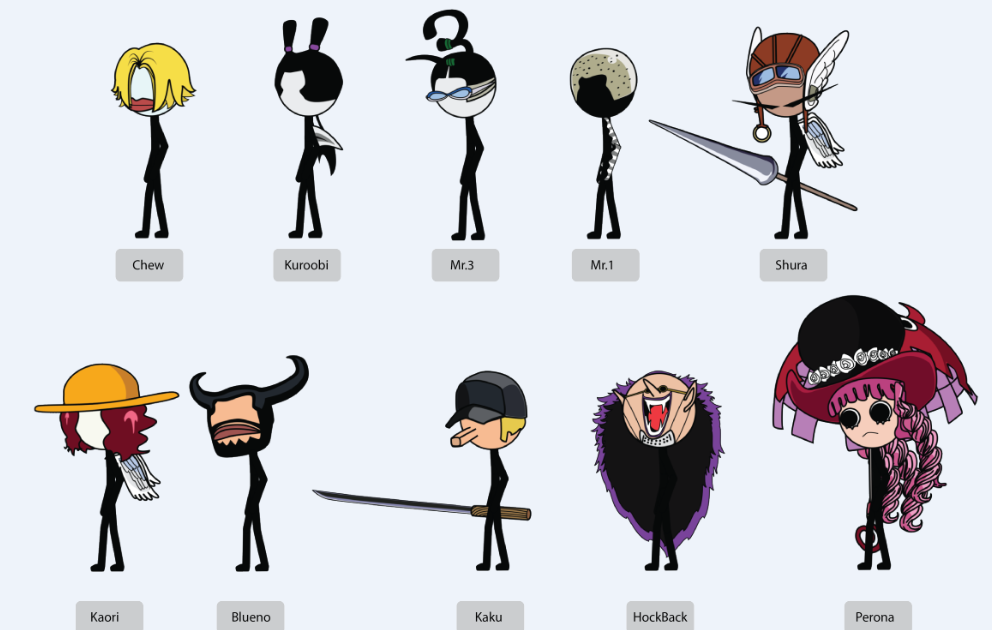 Chew
Kuroobi
Mr.3
Mr.1
Shura
Kaori
Blueno
Kaku
HockBack
Perona